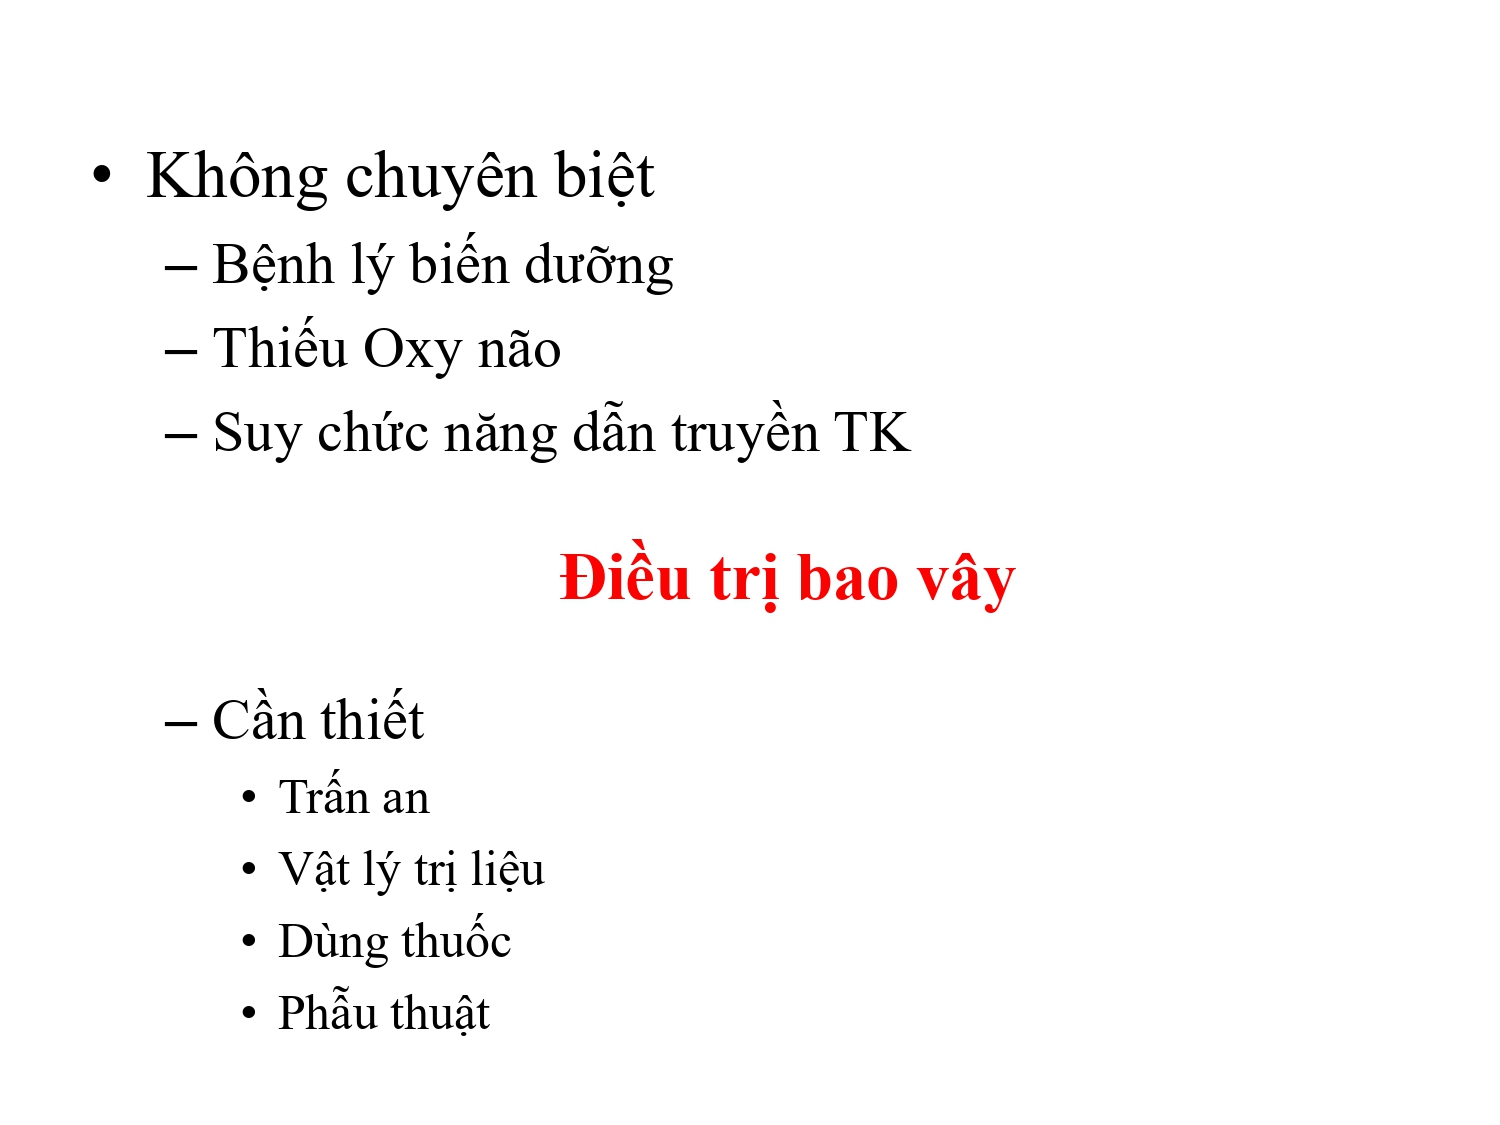 • Không chuyên biệt
– Bệnh lý biến dưỡng
– Thiếu Oxy não
– Suy chức năng dẫn truyền TK
Điều trị bao vây
– Cần thiết
• Trấn an
• Vật lý trị liệu
• Dùng thuốc
• Phẫu thuật